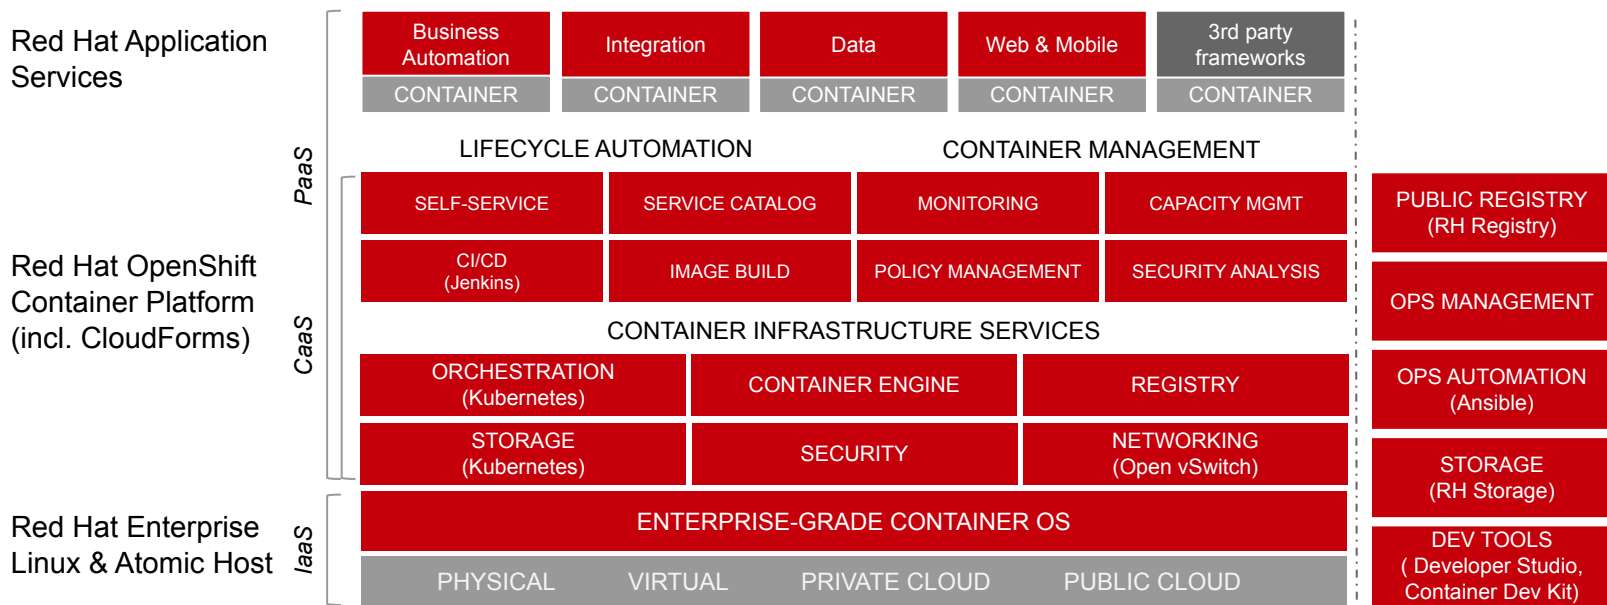 Red Hat Application
Services
Business
Automation
Integration
Data
Web & Mobile
3rd party
frameworks
CONTAINER
CONTAINER
CONTAINER
CONTAINER
CONTAINER
PaaS
LIFECYCLE AUTOMATION
CONTAINER MANAGEMENT
SELF-SERVICE
SERVICE CATALOG
MONITORING
CAPACITY MGMT
CI/CD
(Jenkins)
IMAGE BUILD
POLICY MANAGEMENT
SECURITY ANALYSIS
Red Hat OpenShift
Container Platform
(incl. CloudForms)
CaaS
CONTAINER INFRASTRUCTURE SERVICES
ORCHESTRATION
(Kubernetes)
CONTAINER ENGINE
REGISTRY
STORAGE
(Kubernetes)
SECURITY
NETWORKING
(Open vSwitch)
Red Hat Enterprise
Linux & Atomic Host
IaaS
ENTERPRISE-GRADE CONTAINER OS
PHYSICAL
VIRTUAL
PRIVATE CLOUD
PUBLIC CLOUD
PUBLIC REGISTRY
(RH Registry)
OPS MANAGEMENT
OPS AUTOMATION
(Ansible)
STORAGE
(RH Storage)
DEV TOOLS
( Developer Studio,
Container Dev Kit)